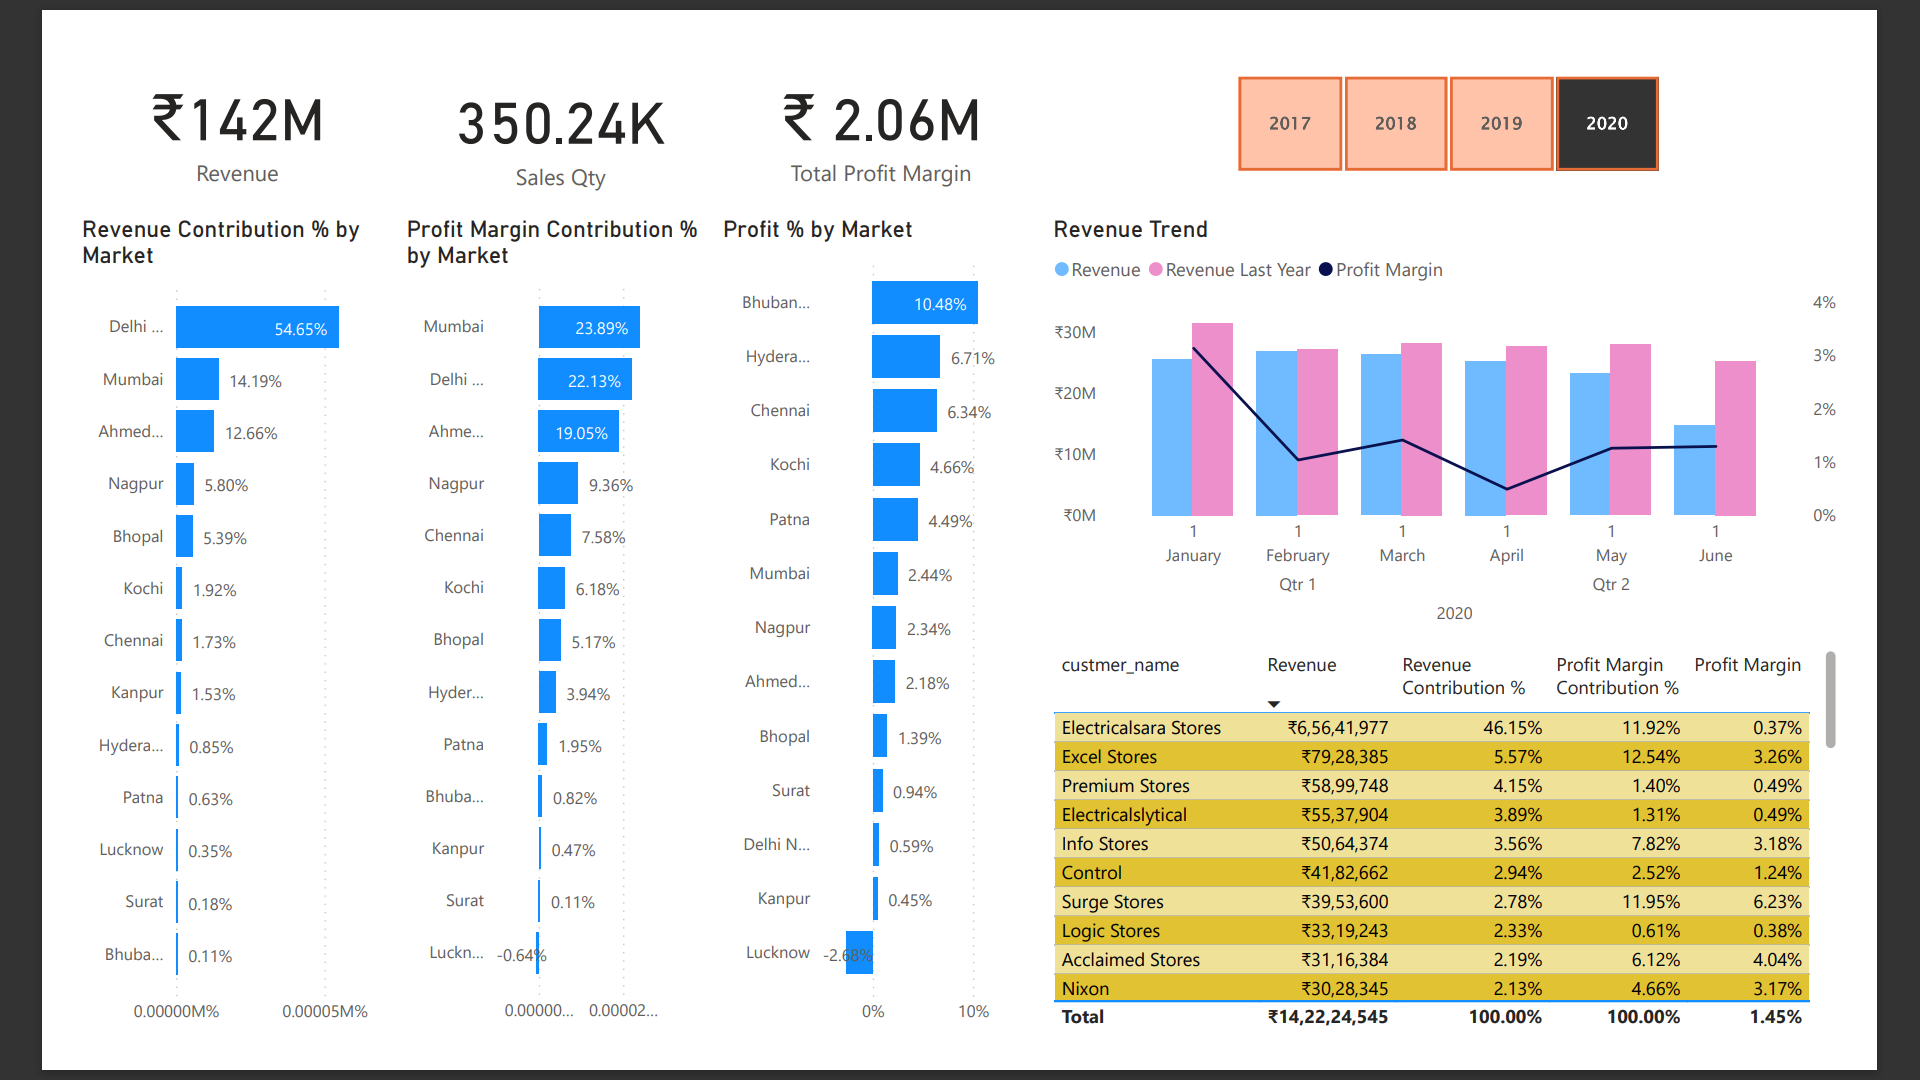 ₹142M
Revenue
350.24K
Sales Qty
₹ 2.06M
Total Profit Margin
2017
2018
2019
2020
Revenue Contribution % by
Market
Delhi ...
54.65%
Mumbai
14.19%
Ahmed...
12.66%
Nagpur
5.80%
Bhopal
5.39%
Kochi
1.92%
Chennai
1.73%
Kanpur
1.53%
Hydera...
0.85%
Patna
0.63%
Lucknow
0.35%
Surat
0.18%
Bhuba...
0.11%
0.00000M%
0.00005M%
Profit Margin Contribution %
by Market
Mumbai
23.89%
Delhi ...
22.13%
Ahme...
19.05%
Nagpur
9.36%
Chennai
7.58%
Kochi
6.18%
Bhopal
5.17%
Hyder...
3.94%
Patna
1.95%
Bhuba...
0.82%
Kanpur
0.47%
Surat
0.11%
Luckn...
-0.64%
0.00000...
0.00002...
Profit % by Market
Bhuban...
10.48%
Hydera...
6.71%
Chennai
6.34%
Kochi
4.66%
Patna
4.49%
Mumbai
2.44%
Nagpur
2.34%
Ahmed...
2.18%
Bhopal
1.39%
Surat
0.94%
Delhi N...
0.59%
Kanpur
0.45%
Lucknow
-2.68%
0%
10%
Revenue Trend
Revenue Revenue Last Year Profit Margin
₹30M
₹20M
₹10M
₹0M
4%
3%
2%
1%
0%
1 1 1 1 1 1
January February March April May June
Qtr 1 Qtr 2
2020
custmer_name Revenue Revenue Contribution % Profit Margin Contribution % Profit Margin
Electricalsara Stores ₹6,56,41,977 46.15% 11.92% 0.37%
Excel Stores ₹79,28,385 5.57% 12.54% 3.26%
Premium Stores ₹58,99,748 4.15% 1.40% 0.49%
Electricalslytical ₹55,37,904 3.89% 1.31% 0.49%
Info Stores ₹50,64,374 3.56% 7.82% 3.18%
Control ₹41,82,662 2.94% 2.52% 1.24%
Surge Stores ₹39,53,600 2.78% 11.95% 6.23%
Logic Stores ₹33,19,243 2.33% 0.61% 0.38%
Acclaimed Stores ₹31,16,384 2.19% 6.12% 4.04%
Nixon ₹30,28,345 2.13% 4.66% 3.17%
Total ₹14,22,24,545 100.00% 100.00% 1.45%